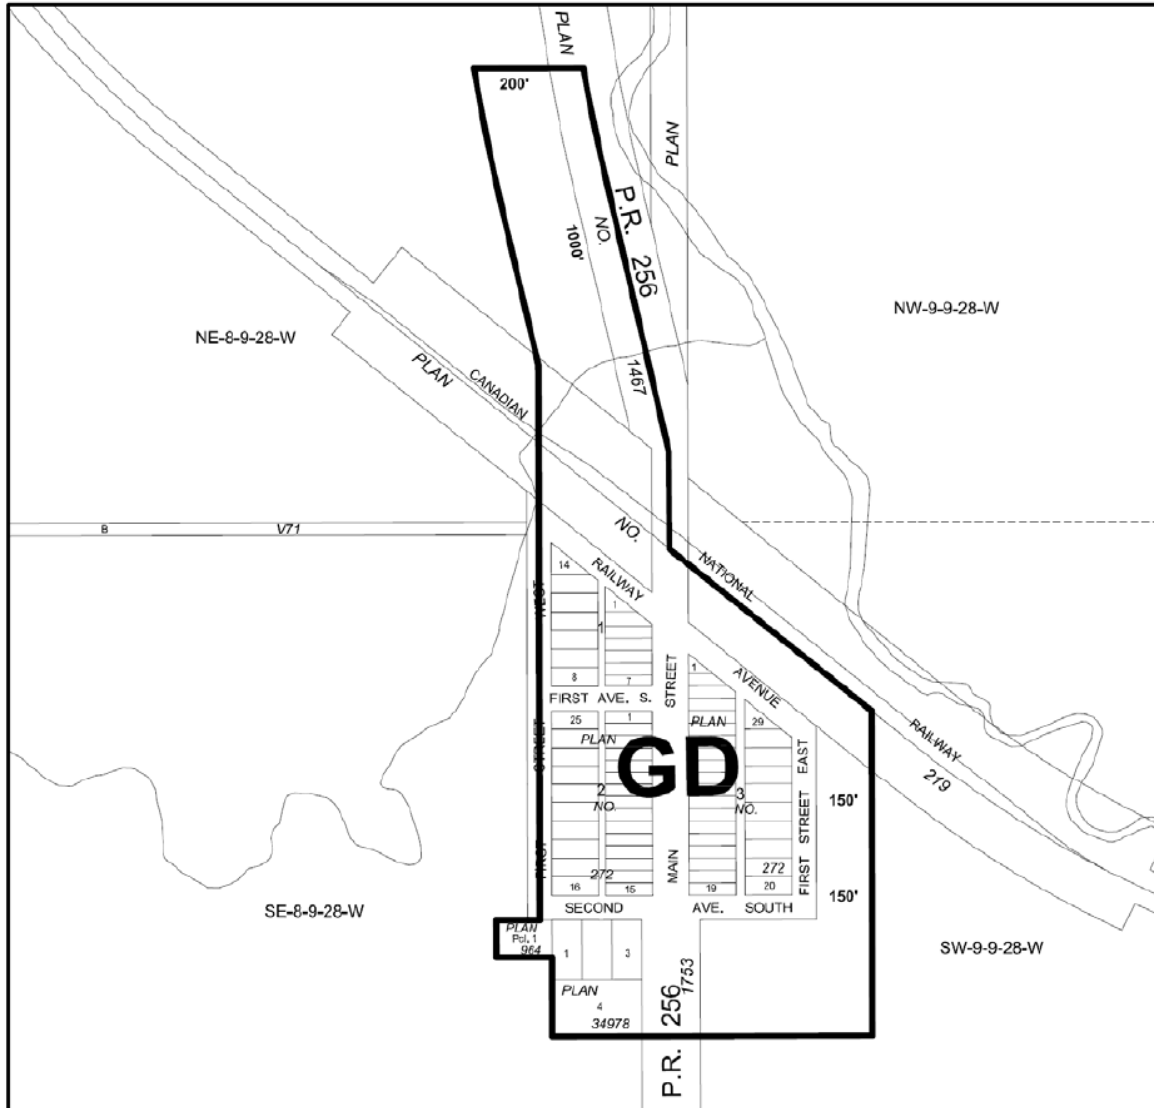 PLAN
200'
PLAN
P.R. 256
NO.
1000'
NW-9-9-28-W
NE-8-9-28-W
PLAN
CANADIAN
1467
B
V71
NO.
NATIONAL
14
RAILWAY
WEST
1
1
STREET
8
7
1
AVENUE
FIRST AVE. S.
25
1
PLAN
29
PLAN
STREET
GD
EAST
RAILWAY
219
2
NO.
3
NO.
150'
STREET
FIRST
MAIN
272
272
FIRST
16
15
19
20
150'
SECOND
AVE.
SOUTH
SE-8-9-28-W
PLAN
Pcl. 1
964
1
3
SW-9-9-28-W
1753
PLAN
4
34978
P.R. 256